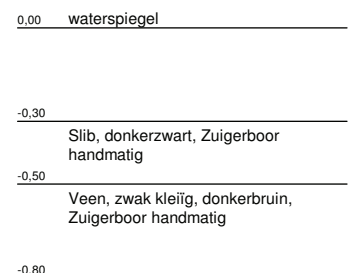 0,00 waterspiegel
-0,30
Slib, donkerzwart, Zuigerboor
handmatig
-0,50
Veen, zwak kleiïg, donkerbruin,
Zuigerboor handmatig
-0,80